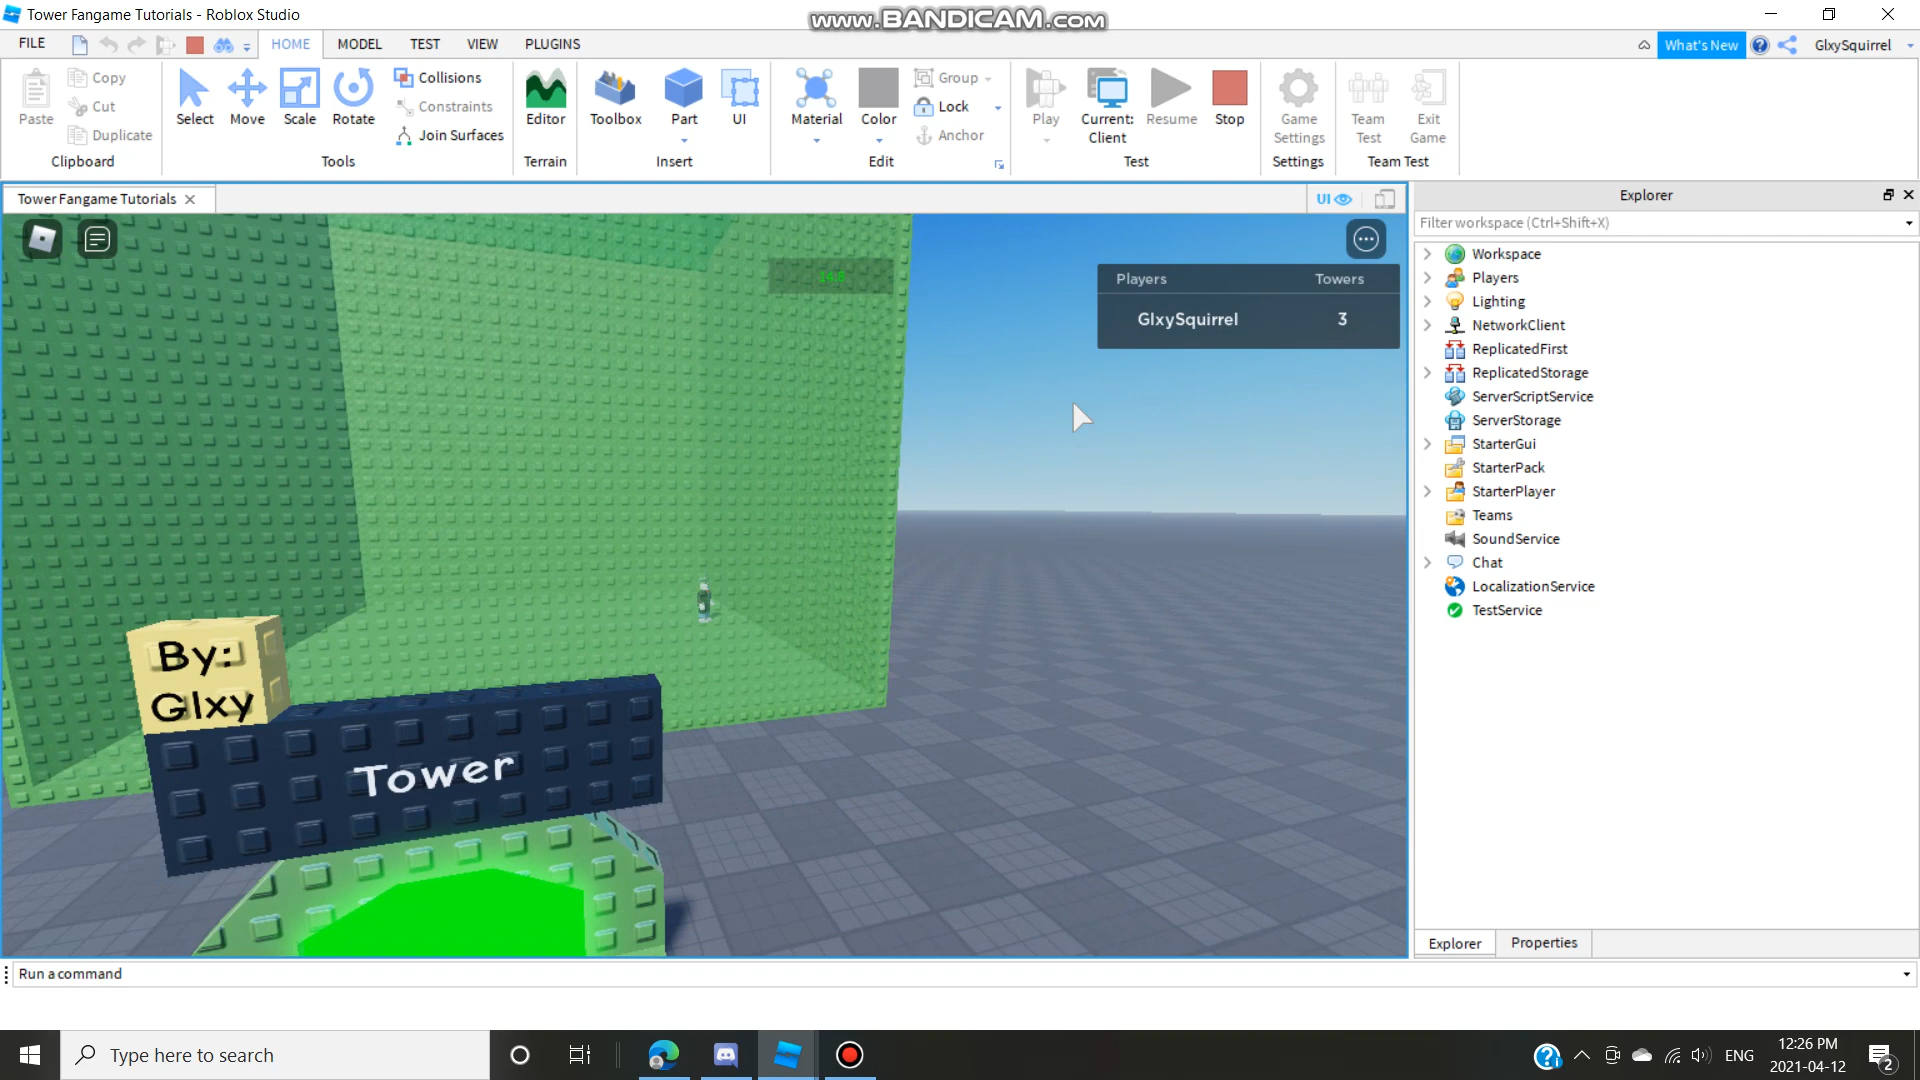 Tower Fangame Tutorials - Roblox Studio
www.BANDICAM.com
FILE
HOME
MODEL
TEST
VIEW
PLUGINS
What's New
GlxySquirrel
Paste
Copy
Cut
Duplicate
Clipboard
Select
Move
Scale
Rotate
Collisions
Constraints
Join Surfaces
Tools
Editor
Terrain
Toolbox
Part
UI
Insert
Material
Color
Group
Lock
Anchor
Edit
Play
Current:
Client
Resume
Stop
Test
Game
Settings
Settings
Team
Test
Exit
Game
Team Test
Tower Fangame Tutorials
UI
Explorer
Filter workspace (Ctrl+Shift+X)
14.8
Players Towers
GlxySquirrel 3
Workspace
Players
Lighting
NetworkClient
ReplicatedFirst
ReplicatedStorage
ServerScriptService
ServerStorage
StarterGui
StarterPack
StarterPlayer
Teams
SoundService
Chat
LocalizationService
TestService
By:
Glxy
Tower
Explorer
Properties
Run a command
Type here to search
ENG
12:26 PM
2021-04-12
2